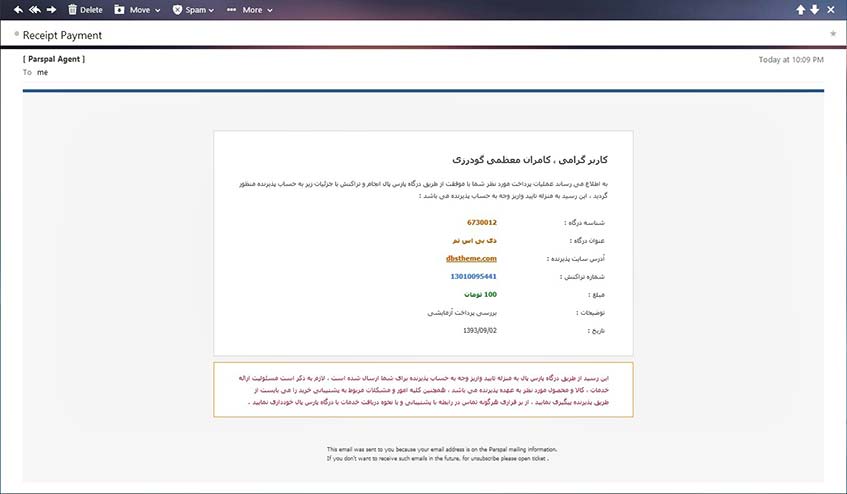 Delete Move Spam More
Receipt Payment
[ Parspal Agent ]
Today at 10:09 PM
To me
کاربر گرامی ، کامران معظمی گودرزی
به اطلاع می رساند عملیات پرداخت مورد نظر شما با موفقت از طریق درگاه پارس پال انجام و تراکنش با جزئیات زیر به حساب پذیرنده منظور
گردید ، این رسید به منزله تایید واریز وجه به حساب پذیرنده می باشد :
شناسه درگاه : 6730012
عنوان درگاه : دی بی اس تم
آدرس سایت پذیرنده : dbstheme.com
شماره تراکنش : 13010095441
مبلغ : 100 تومان
توضیحات : بررسی پرداخت آزمایشی
تاریخ : 1393/09/02
این رسید از طریق درگاه پارس پال به منزله تایید واریز وجه به حساب پذیرنده برای شما ارسال شده است ، لازم به ذکر است مسئولیت ارائه
خدمات ، کالا و محصول مورد نظر به عهده پذیرنده می باشد ، همچنین کلیه امور و مشکلات مربوط به پشتیبانی خرید را می بایست از
طریق پذیرنده پیگیری نمایید ، از بر قراری هرگونه تماس در رابطه با پشتیبانی و یا نحوه دریافت خدمات با درگاه پارس پال خودداری نمایید .
This email was sent to you because your email address is on the Parspal mailing information.
If you don't want to receive such emails in the future, for unsubscribe please open ticket .